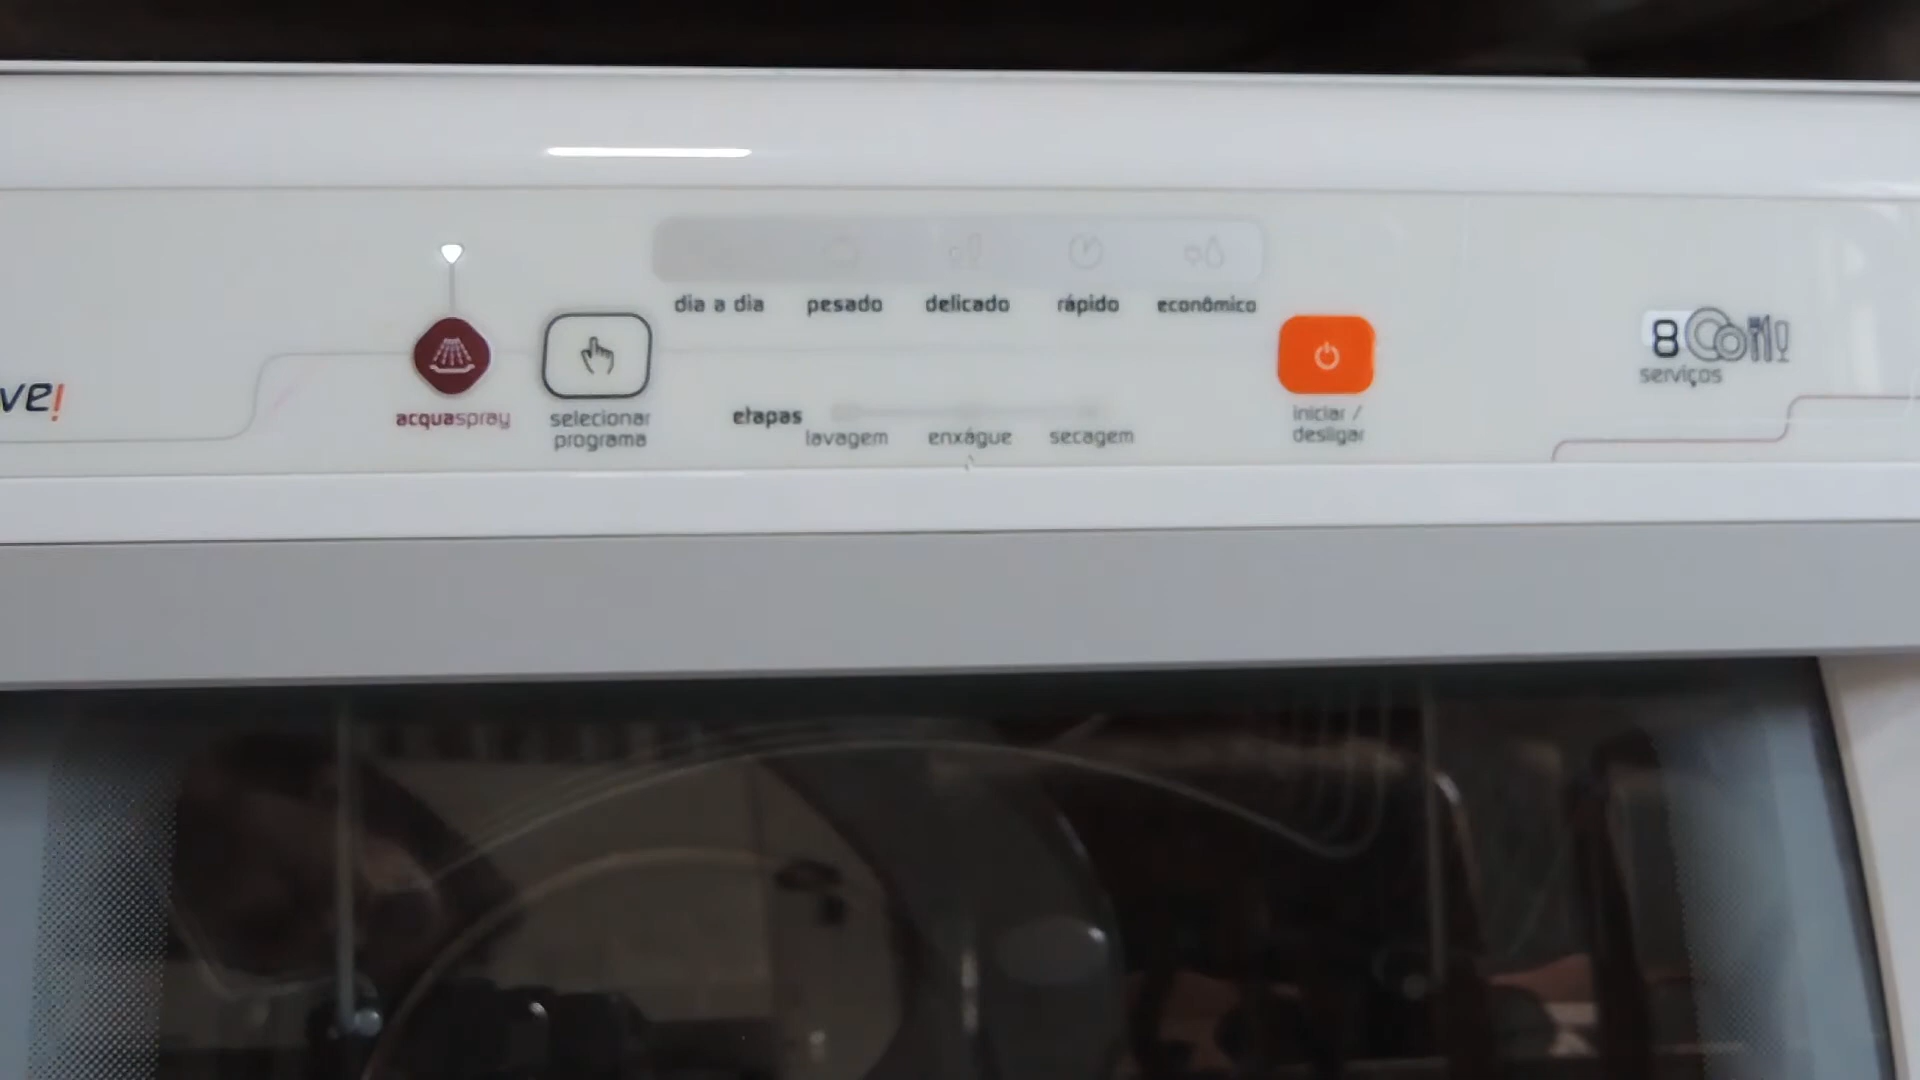 ve!
acquaspray
selecionar
programa
dia a dia
pesado
delicado
rápido
econômico
etapas
lavagem
enxágue
secagem
iniciar /
desligar
8
serviços